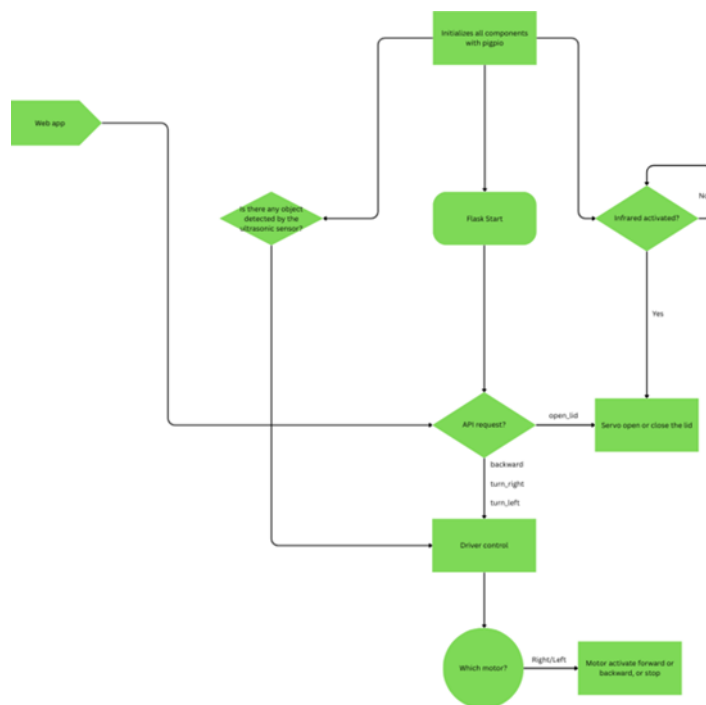 Initializes all components
with pigpio
Web app
Is there any object
detected by the
ultrasonic sensor?
Flask Start
Infrared activated?
No
Yes
API request?
open_lid
Servo open or close the lid
backward
turn_right
turn_left
Driver control
Which motor?
Right/Left
Motor activate forward or
backward, or stop